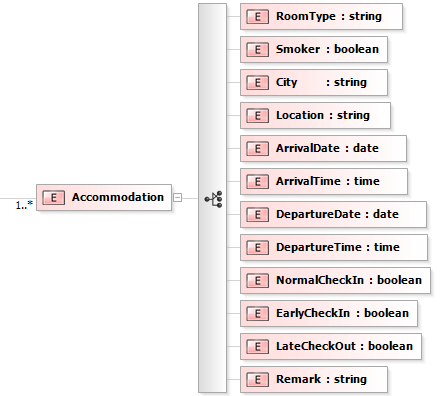 E RoomType : string
E Smoker : boolean
E City : string
E Location : string
E ArrivalDate : date
E ArrivalTime : time
1..* E Accommodation
E DepartureDate : date
E DepartureTime : time
E NormalCheckIn : boolean
E EarlyCheckIn : boolean
E LateCheckOut : boolean
E Remark : string